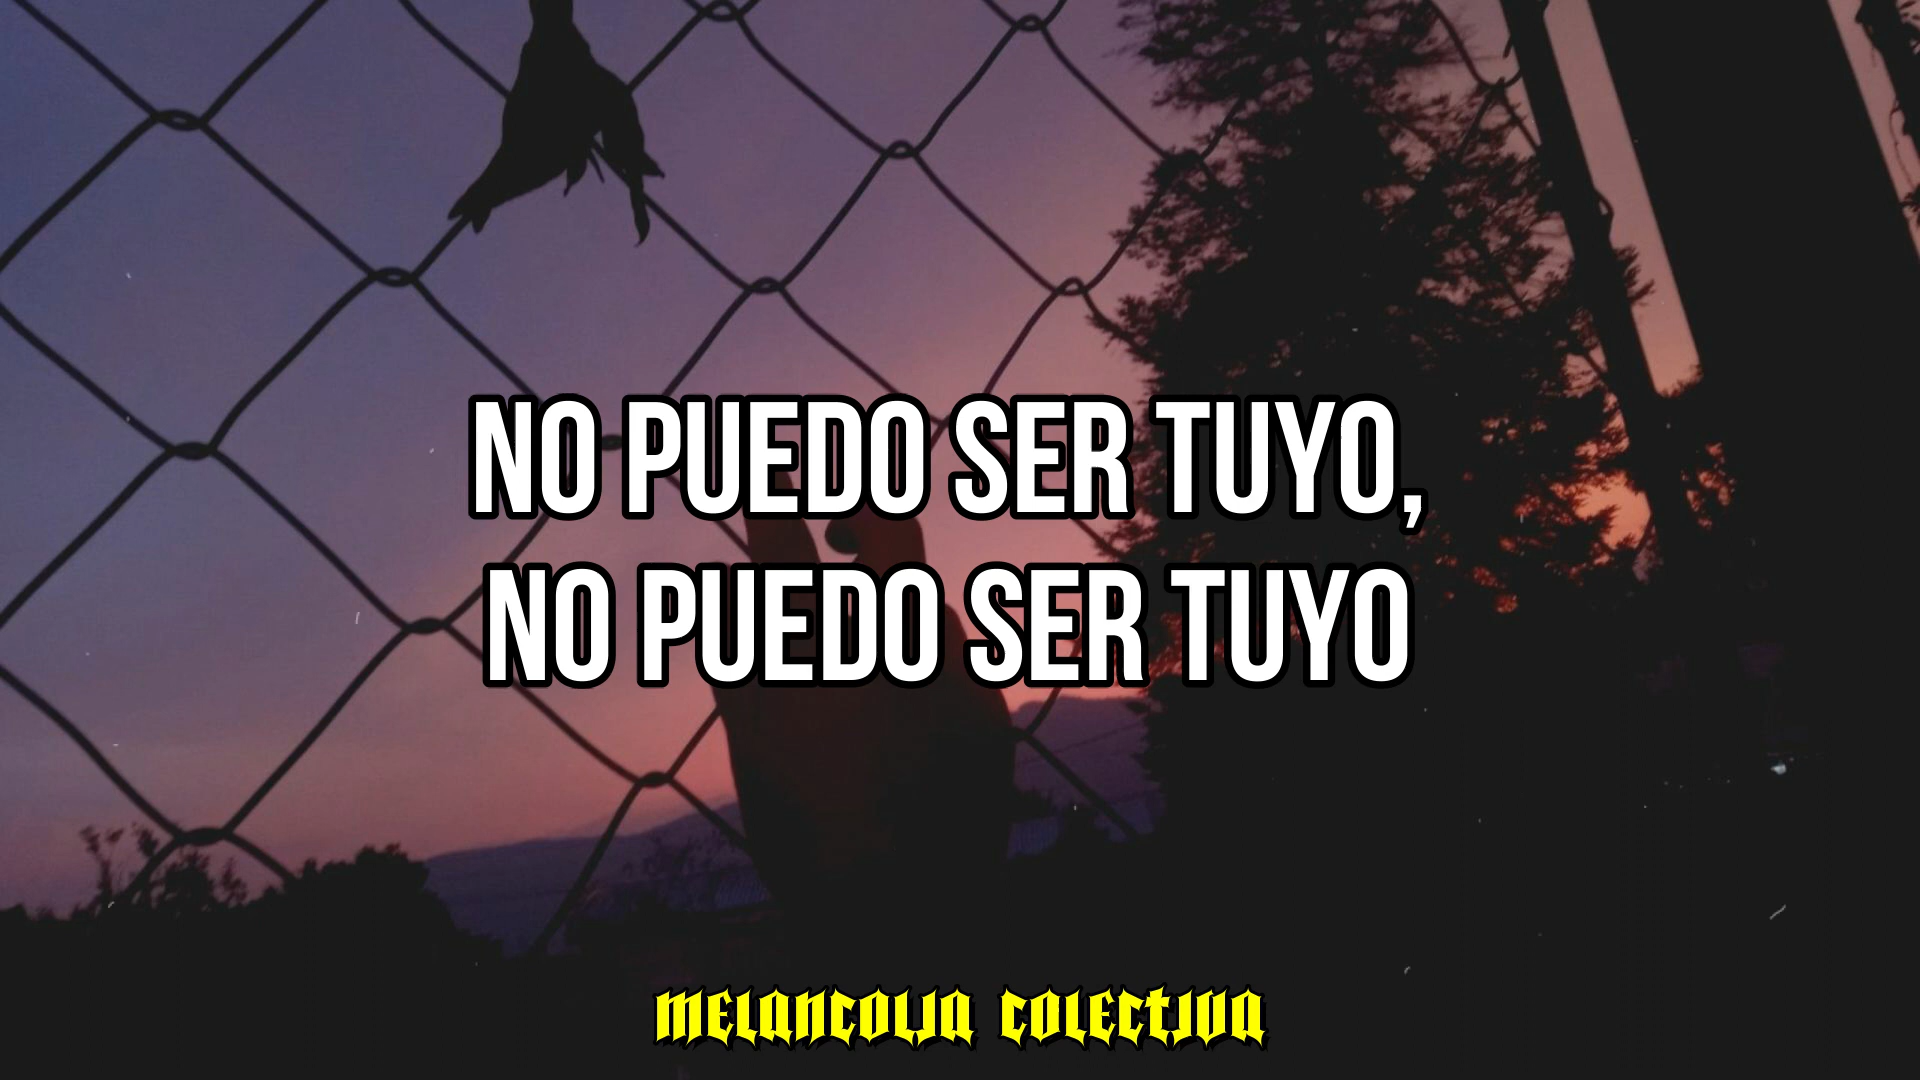 NO PUEDO SER TUYO,
NO PUEDO SER TUYO
MELANCOLIA COLECTIVA